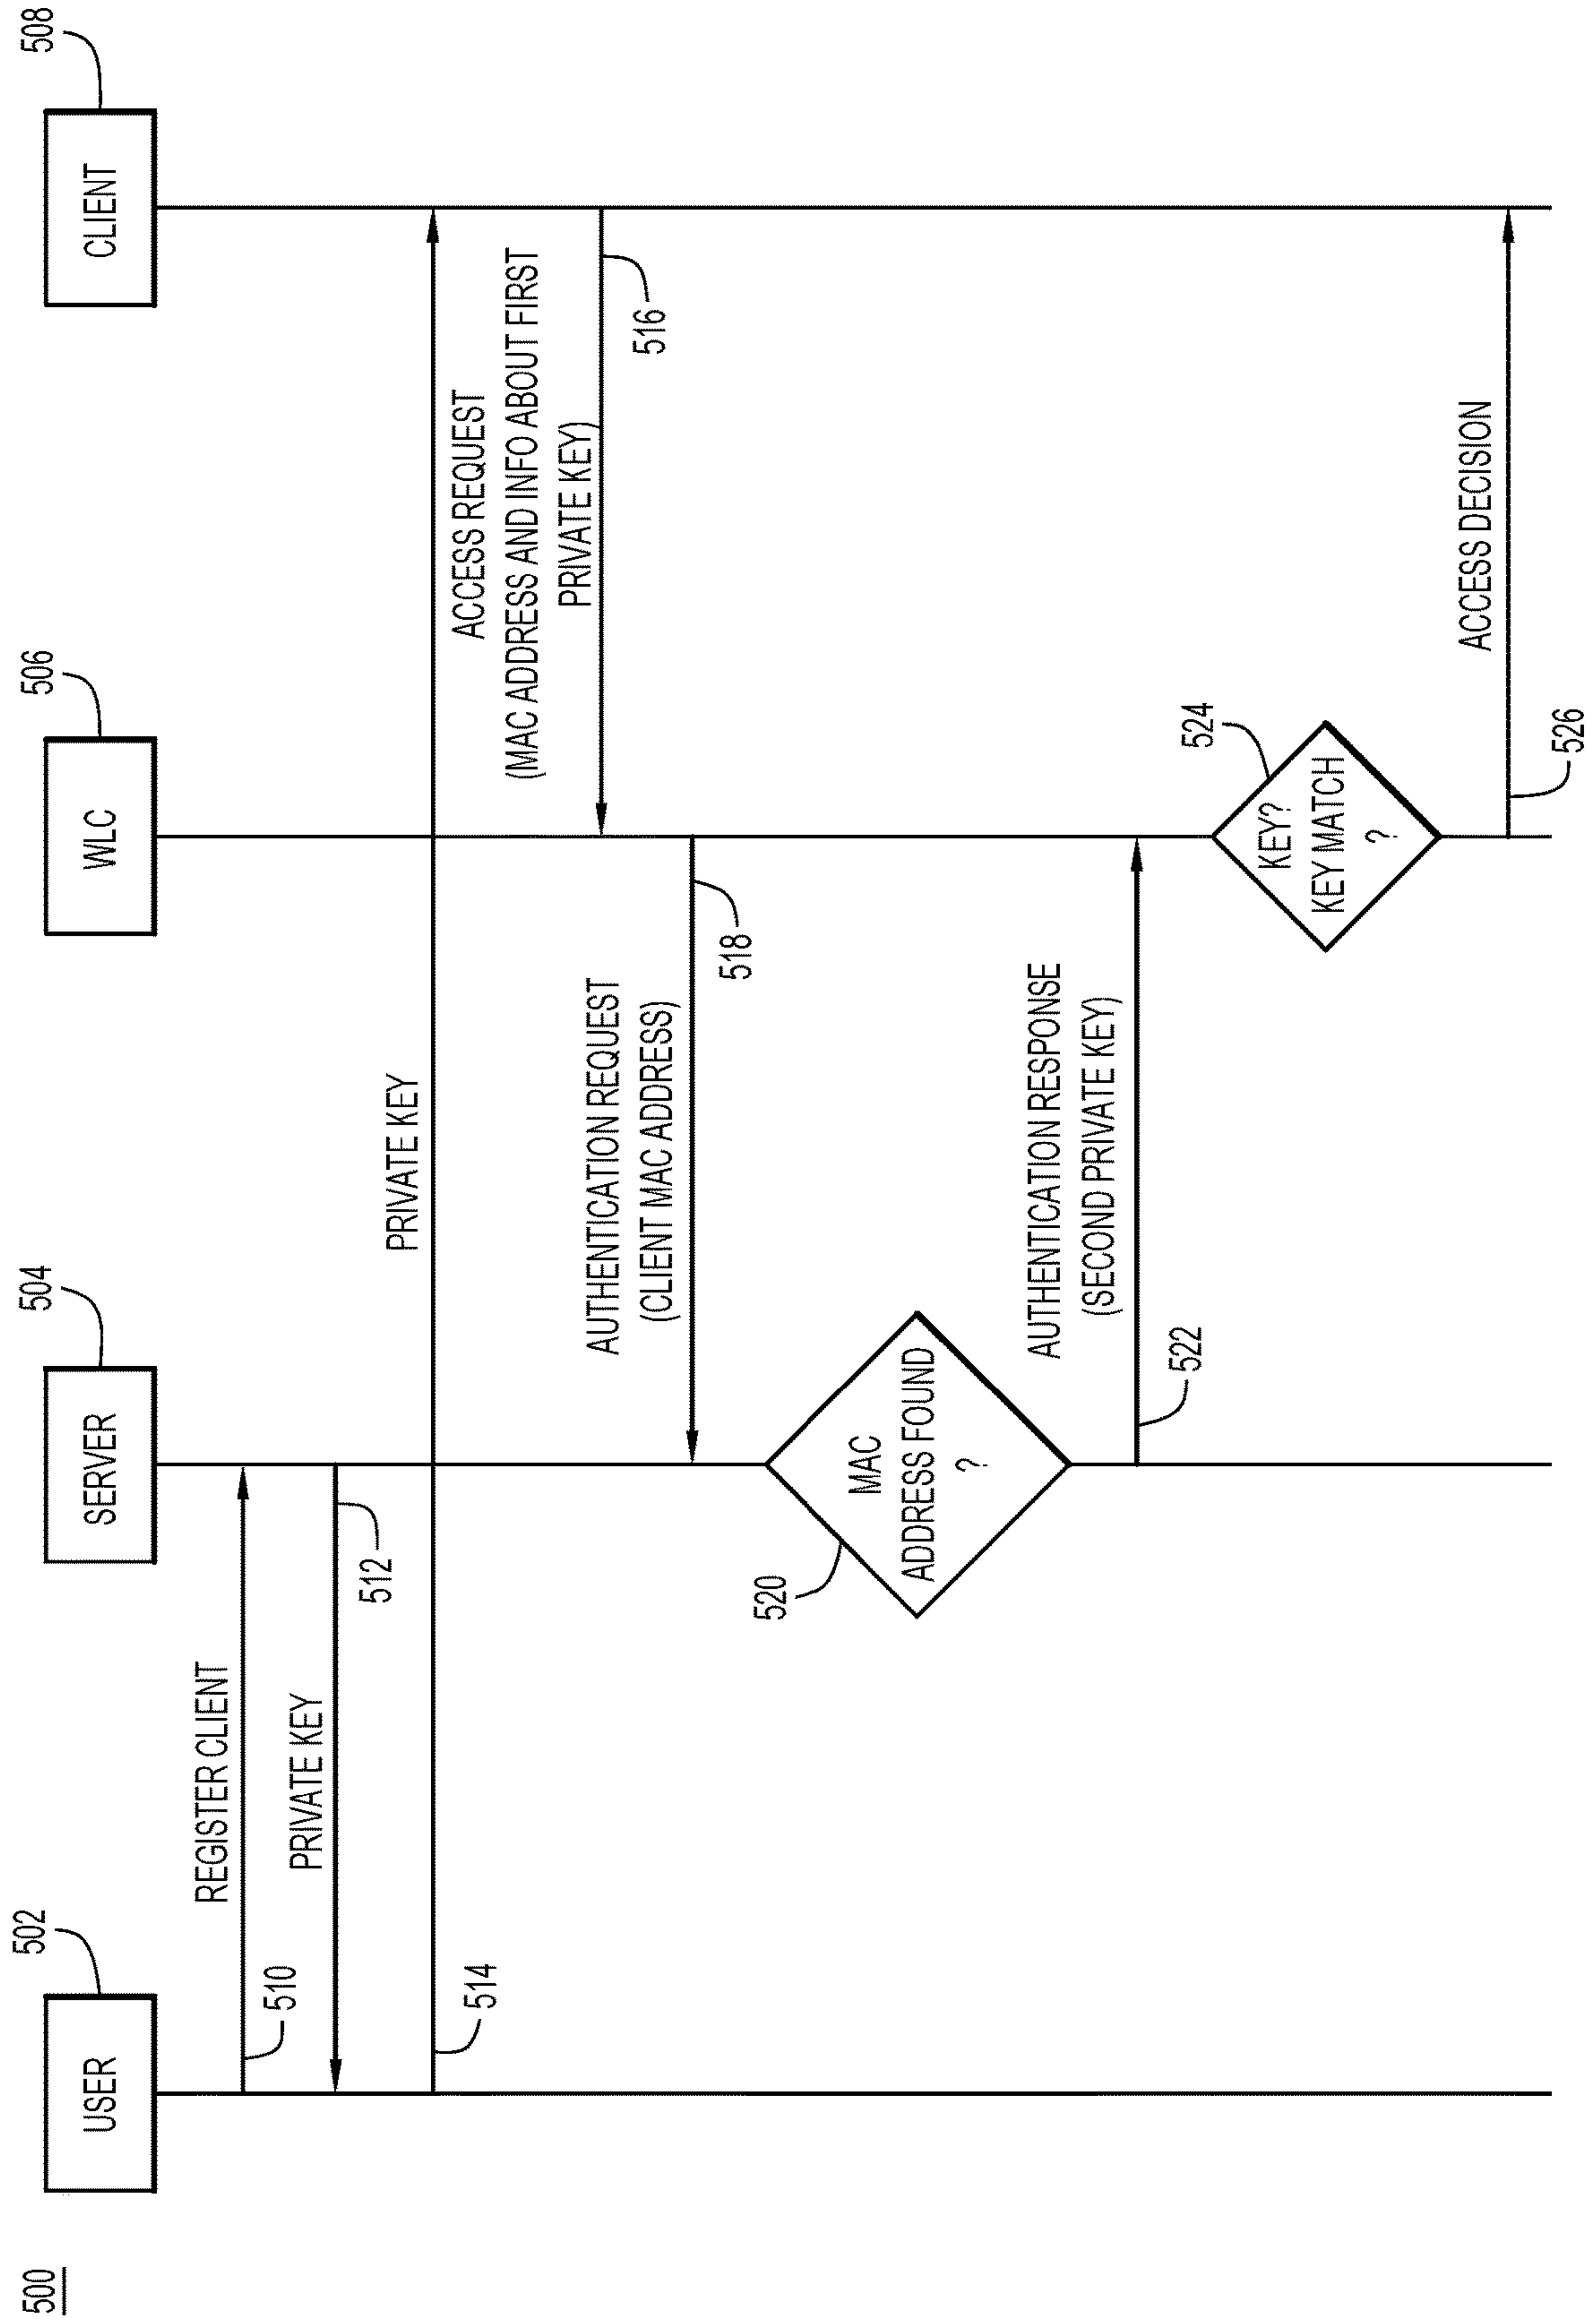 500
502
504
506
508
USER
SERVER
WLC
CLIENT
REGISTER CLIENT
510
PRIVATE KEY
512
PRIVATE KEY
514
ACCESS REQUEST
(MAC ADDRESS AND INFO ABOUT FIRST
PRIVATE KEY)
516
AUTHENTICATION REQUEST
(CLIENT MAC ADDRESS)
518
MAC
ADDRESS FOUND
?
520
AUTHENTICATION RESPONSE
(SECOND PRIVATE KEY)
522
KEY?
KEY MATCH
?
524
ACCESS DECISION
526